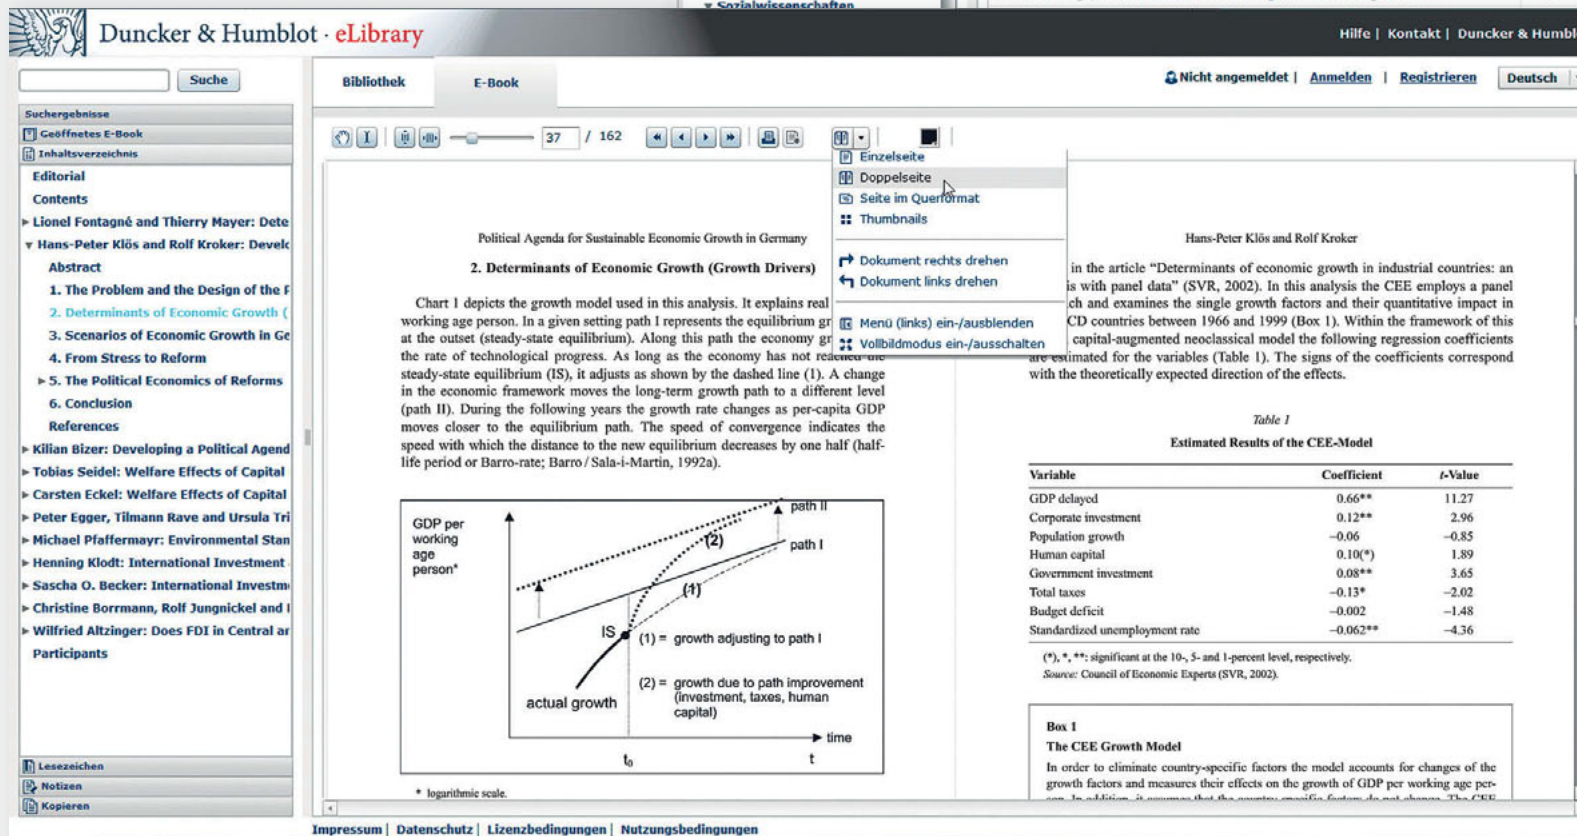 Sozialwissenschaften
Duncker & Humblot · eLibrary
Hilfe | Kontakt | Duncker &
Suche
Bibliothek
E-Book
Nicht angemeldet | Anmelden | Registrieren
Deutsch
Suchergebnisse
Geöffnetes E-Book
Inhaltsverzeichnis
Editorial
Contents
Lionel Fontagné and Thierry Mayer:
Hans-Peter Klös and Rolf Kroker:
Abstract
1. The Problem and the Design of the
2. Determinants of Economic Growth (
3. Scenarios of Economic Growth in
4. From Stress to Reform
5. The Political Economics of Reforms
6. Conclusion
References
Kilian Bizer: Developing a Political
Tobias Seidel: Welfare Effects of Capital
Carsten Eckel: Welfare Effects of Capital
Peter Egger, Tilmann Rave and Ursula
Michael Pfaffermayr: Environmental
Henning Klodt: International Investment
Sascha O. Becker: International
Christine Borrmann, Rolf Jungnickel and
Wilfried Altzinger: Does FDI in Central
Participants
Lesezeichen
Notizen
Kopieren
37 / 162
Einzelseite
Doppelseite
Seite im Querformat
Thumbnails
Dokument rechts drehen
Dokument links drehen
Menü (links) ein-/ausblenden
Vollbildmodus ein-/ausschalten
Political Agenda for Sustainable Economic Growth in Germany
2. Determinants of Economic Growth (Growth Drivers)
Chart 1 depicts the growth model used in this analysis. It explains real
working age person. In a given setting path I represents the equilibrium
at the outset (steady-state equilibrium). Along this path the economy
the rate of technological progress. As long as the economy has not reached the
steady-state equilibrium (IS), it adjusts as shown by the dashed line (1). A change
in the economic framework moves the long-term growth path to a different level
(path II). During the following years the growth rate changes as per-capita GDP
moves closer to the equilibrium path. The speed of convergence indicates the
speed with which the distance to the new equilibrium decreases by one half (half-
life period or Barro-rate; Barro / Sala-i-Martin, 1992a).
GDP per
working
age
person*
path II
(2)
path I
(1)
IS
(1) = growth adjusting to path I
(2) = growth due to path improvement
(investment, taxes, human
capital)
actual growth
time
t0
t
* logarithmic scale.
Hans-Peter Klös and Rolf Kroker
in the article “Determinants of economic growth in industrial countries: an
is with panel data” (SVR, 2002). In this analysis the CEE employs a panel
and examines the single growth factors and their quantitative impact in
CD countries between 1966 and 1999 (Box 1). Within the framework of this
capital-augmented neoclassical model the following regression coefficients
are estimated for the variables (Table 1). The signs of the coefficients correspond
with the theoretically expected direction of the effects.
Table 1
Estimated Results of the CEE-Model
Variable Coefficient t-Value
GDP delayed 0.66** 11.27
Corporate investment 0.12** 2.96
Population growth –0.06 –0.85
Human capital 0.10(*) 1.89
Government investment 0.08** 3.65
Total taxes –0.13* –2.02
Budget deficit –0.002 –1.48
Standardized unemployment rate –0.062** –4.36
(*), *, **: significant at the 10-, 5- and 1-percent level, respectively.
Source: Council of Economic Experts (SVR, 2002).
Box 1
The CEE Growth Model
In order to eliminate country-specific factors the model accounts for changes of the
growth factors and measures their effects on the growth of GDP per working age per-
Impressum | Datenschutz | Lizenzbedingungen | Nutzungsbedingungen